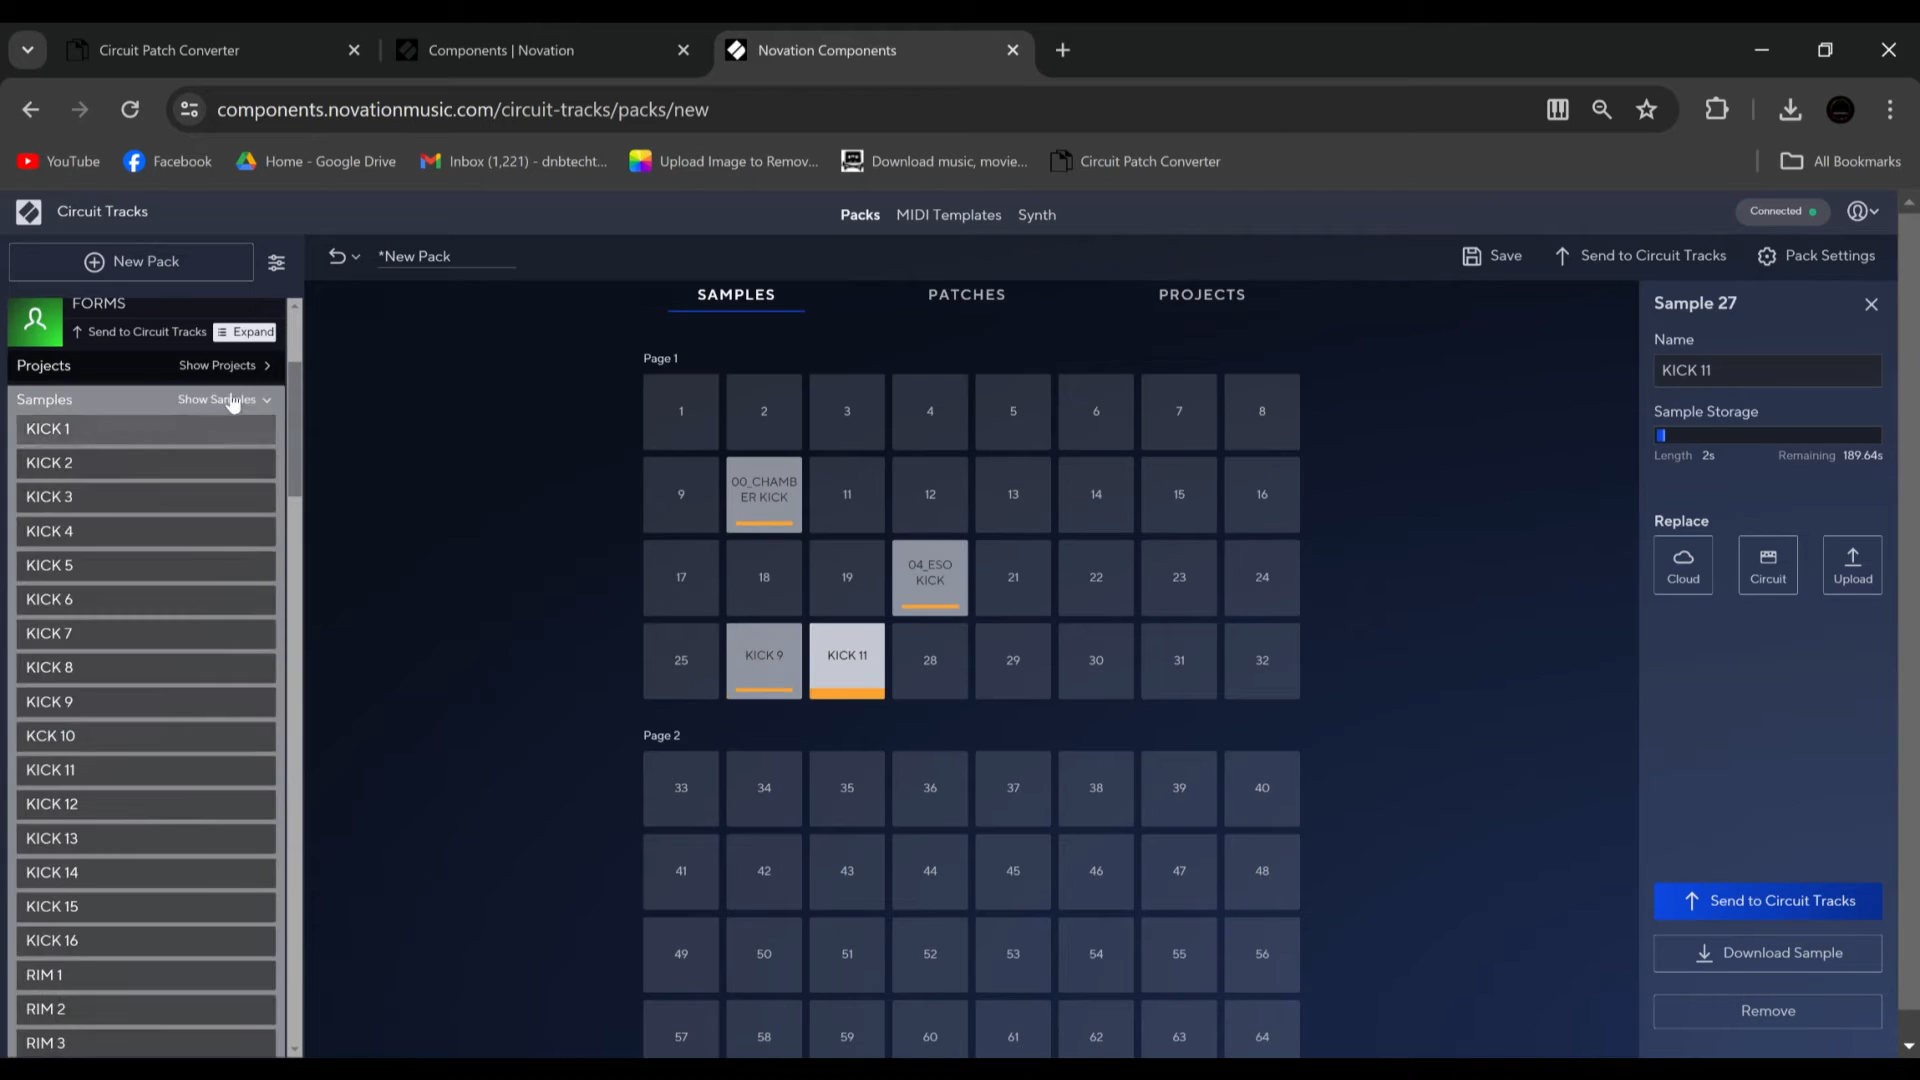 Circuit Patch Converter
Components | Novation
Novation Components
components.novationmusic.com/circuit-tracks/packs/new
YouTube
Facebook
Home - Google Drive
Inbox (1,221) - dnbtecht...
Upload Image to Remov...
Download music, movie...
Circuit Patch Converter
All Bookmarks
Circuit Tracks
Packs
MIDI Templates
Synth
Connected
New Pack
*New Pack
Save
Send to Circuit Tracks
Pack Settings
FORMS
Send to Circuit Tracks
Expand
Projects
Show Projects
Samples
Show Samples
KICK 1
KICK 2
KICK 3
KICK 4
KICK 5
KICK 6
KICK 7
KICK 8
KICK 9
KCK 10
KICK 11
KICK 12
KICK 13
KICK 14
KICK 15
KICK 16
RIM 1
RIM 2
RIM 3
SAMPLES
PATCHES
PROJECTS
Page 1
1 2 3 4 5 6 7 8
9
00_CHAMB
ER KICK
11 12 13 14 15 16
17 18 19
04_ESO
KICK
21 22 23 24
25 KICK 9 KICK 11 28 29 30 31 32
Page 2
33 34 35 36 37 38 39 40
41 42 43 44 45 46 47 48
49 50 51 52 53 54 55 56
57 58 59 60 61 62 63 64
Sample 27
Name
KICK 11
Sample Storage
Length 2s Remaining 189.64s
Replace
Cloud
Circuit
Upload
Send to Circuit Tracks
Download Sample
Remove